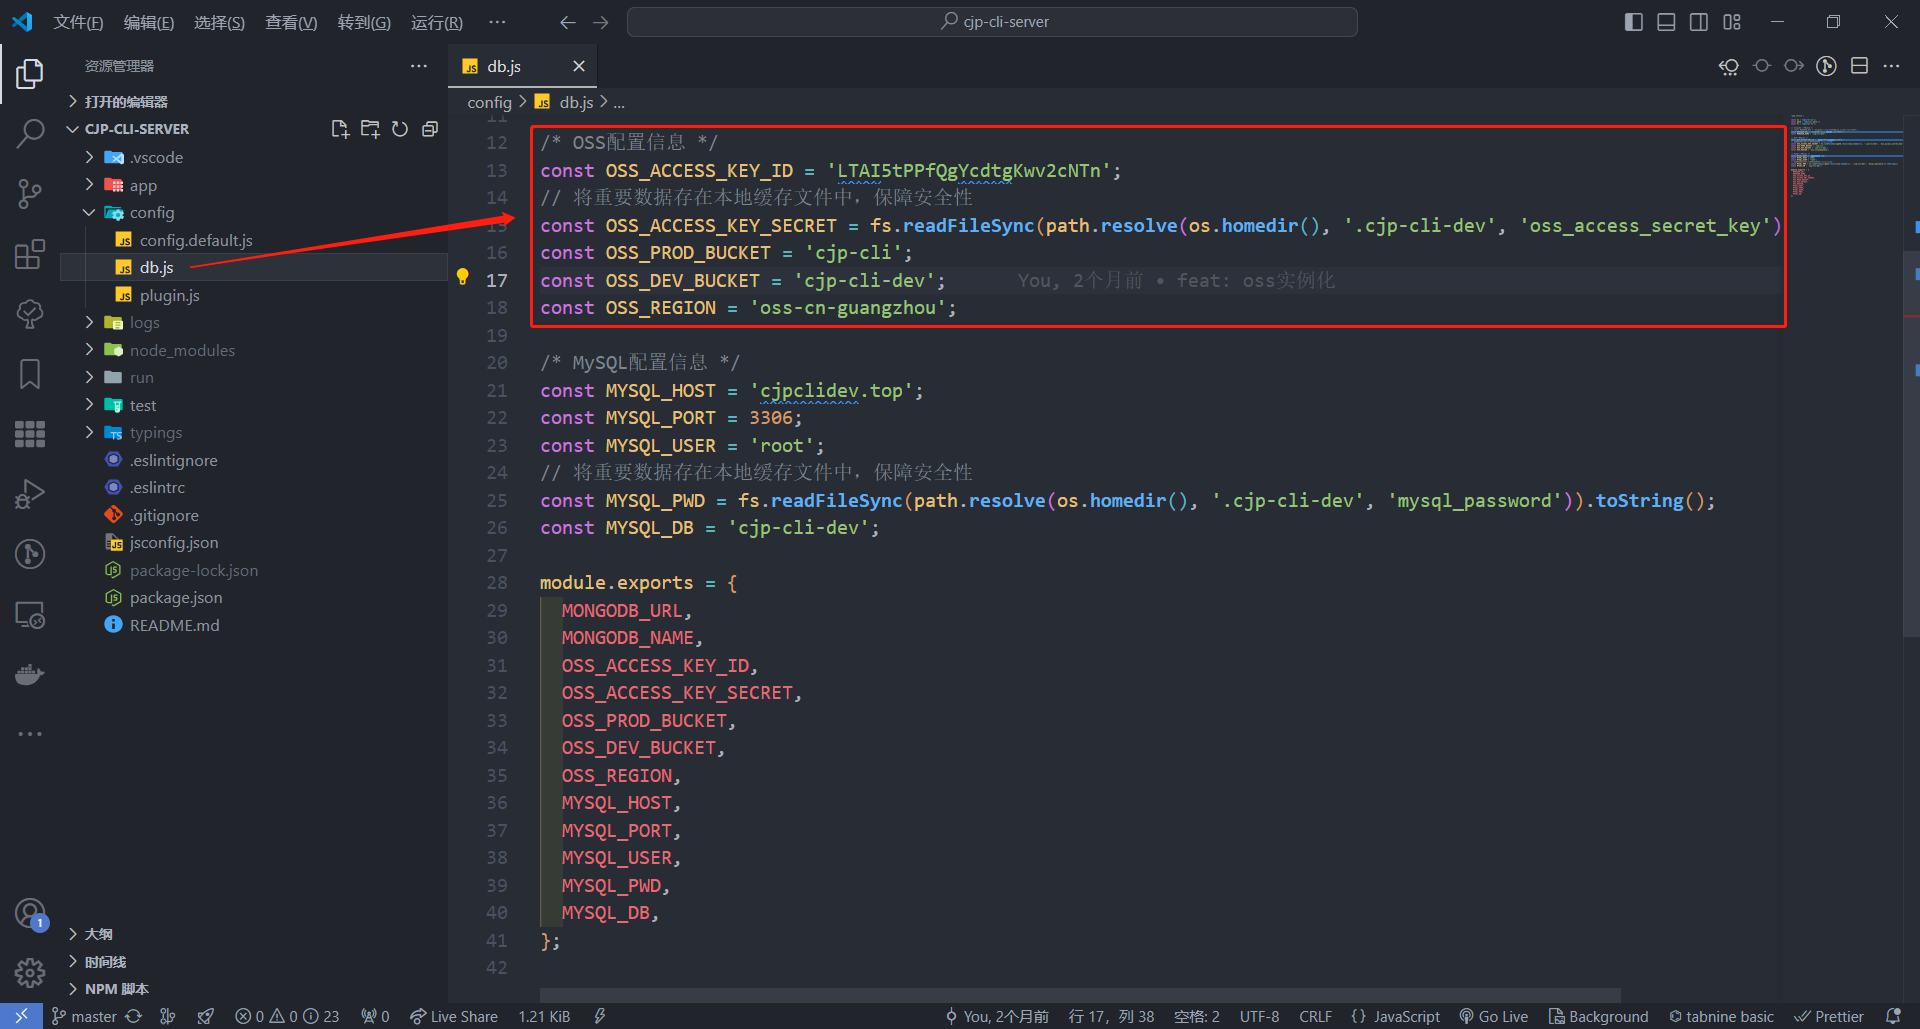 文件(F) 编辑(E) 选择(S) 查看(V) 转到(G) 运行(R) ··· cjp-cli-server
资源管理器 ···
打开的编辑器
CJP-CLI-SERVER
.vscode
app
config
config.default.js
db.js
plugin.js
logs
node_modules
run
test
typings
.eslintignore
.eslintrc
.gitignore
jsconfig.json
package-lock.json
package.json
README.md
大纲
时间线
NPM 脚本
1
db.js
config > db.js > ...
11
12 /* OSS配置信息 */
13 const OSS_ACCESS_KEY_ID = 'LTAI5tPPfQgYcdtgKwv2cNTn';
14 // 将重要数据存在本地缓存文件中，保障安全性
15 const OSS_ACCESS_KEY_SECRET = fs.readFileSync(path.resolve(os.homedir(), '.cjp-cli-dev', 'oss_access_secret_key')
16 const OSS_PROD_BUCKET = 'cjp-cli';
17 const OSS_DEV_BUCKET = 'cjp-cli-dev'; You, 2个月前 • feat: oss实例化
18 const OSS_REGION = 'oss-cn-guangzhou';
19
20 /* MySQL配置信息 */
21 const MYSQL_HOST = 'cjpclidev.top';
22 const MYSQL_PORT = 3306;
23 const MYSQL_USER = 'root';
24 // 将重要数据存在本地缓存文件中，保障安全性
25 const MYSQL_PWD = fs.readFileSync(path.resolve(os.homedir(), '.cjp-cli-dev', 'mysql_password')).toString();
26 const MYSQL_DB = 'cjp-cli-dev';
27
28 module.exports = {
29 MONGODB_URL,
30 MONGODB_NAME,
31 OSS_ACCESS_KEY_ID,
32 OSS_ACCESS_KEY_SECRET,
33 OSS_PROD_BUCKET,
34 OSS_DEV_BUCKET,
35 OSS_REGION,
36 MYSQL_HOST,
37 MYSQL_PORT,
38 MYSQL_USER,
39 MYSQL_PWD,
40 MYSQL_DB,
41 };
42
master 0 0 23 0 Live Share 1.21 KiB You, 2个月前 行 17，列 38 空格: 2 UTF-8 CRLF {} JavaScript Go Live Background tabnine basic Prettier